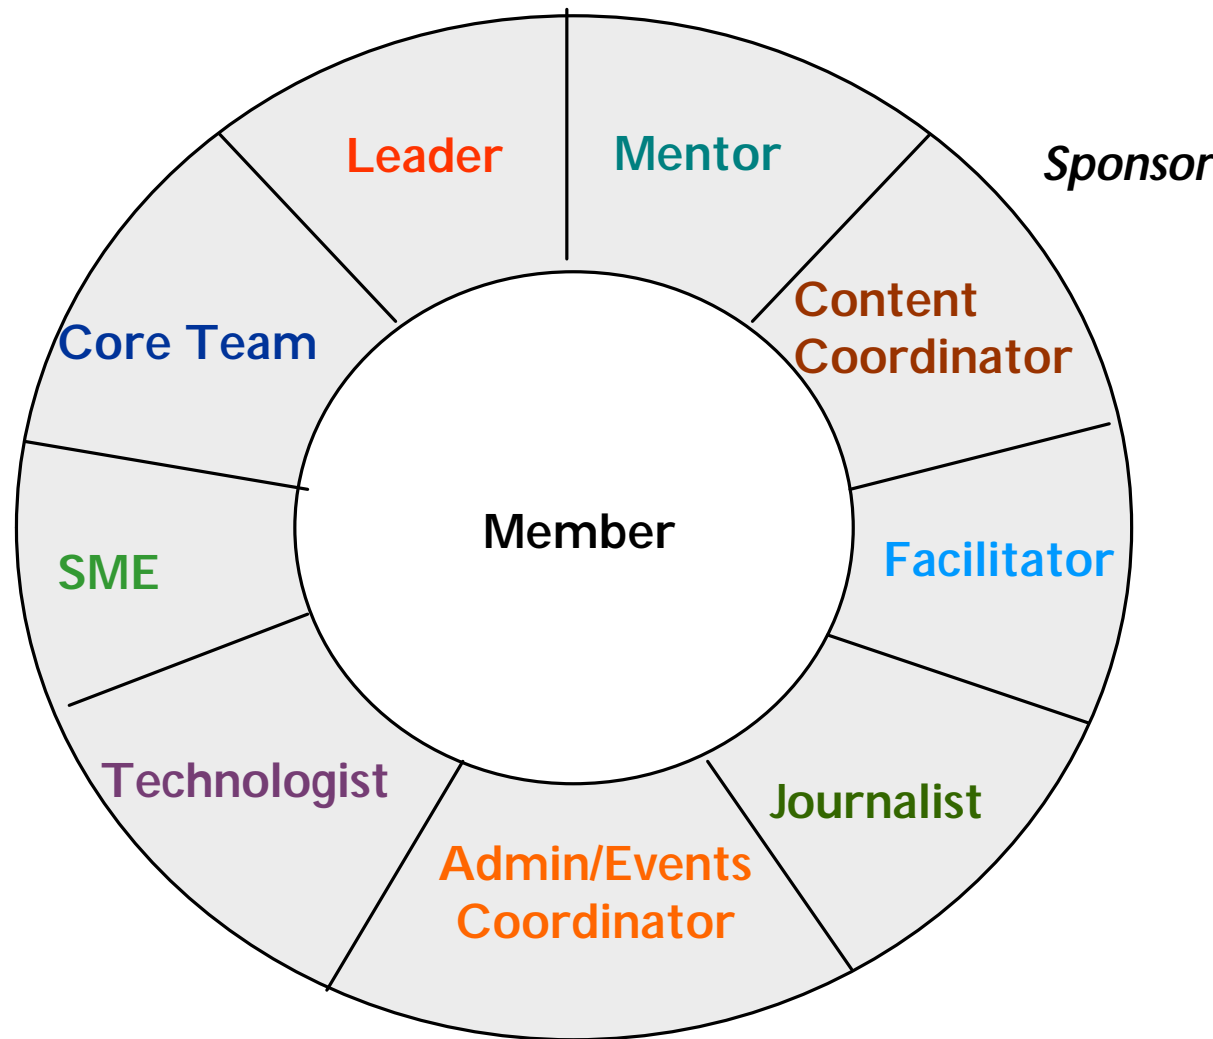 Leader
Mentor
Sponsor
Content
Coordinator
Core Team
Member
Facilitator
SME
Technologist
Journalist
Admin/Events
Coordinator